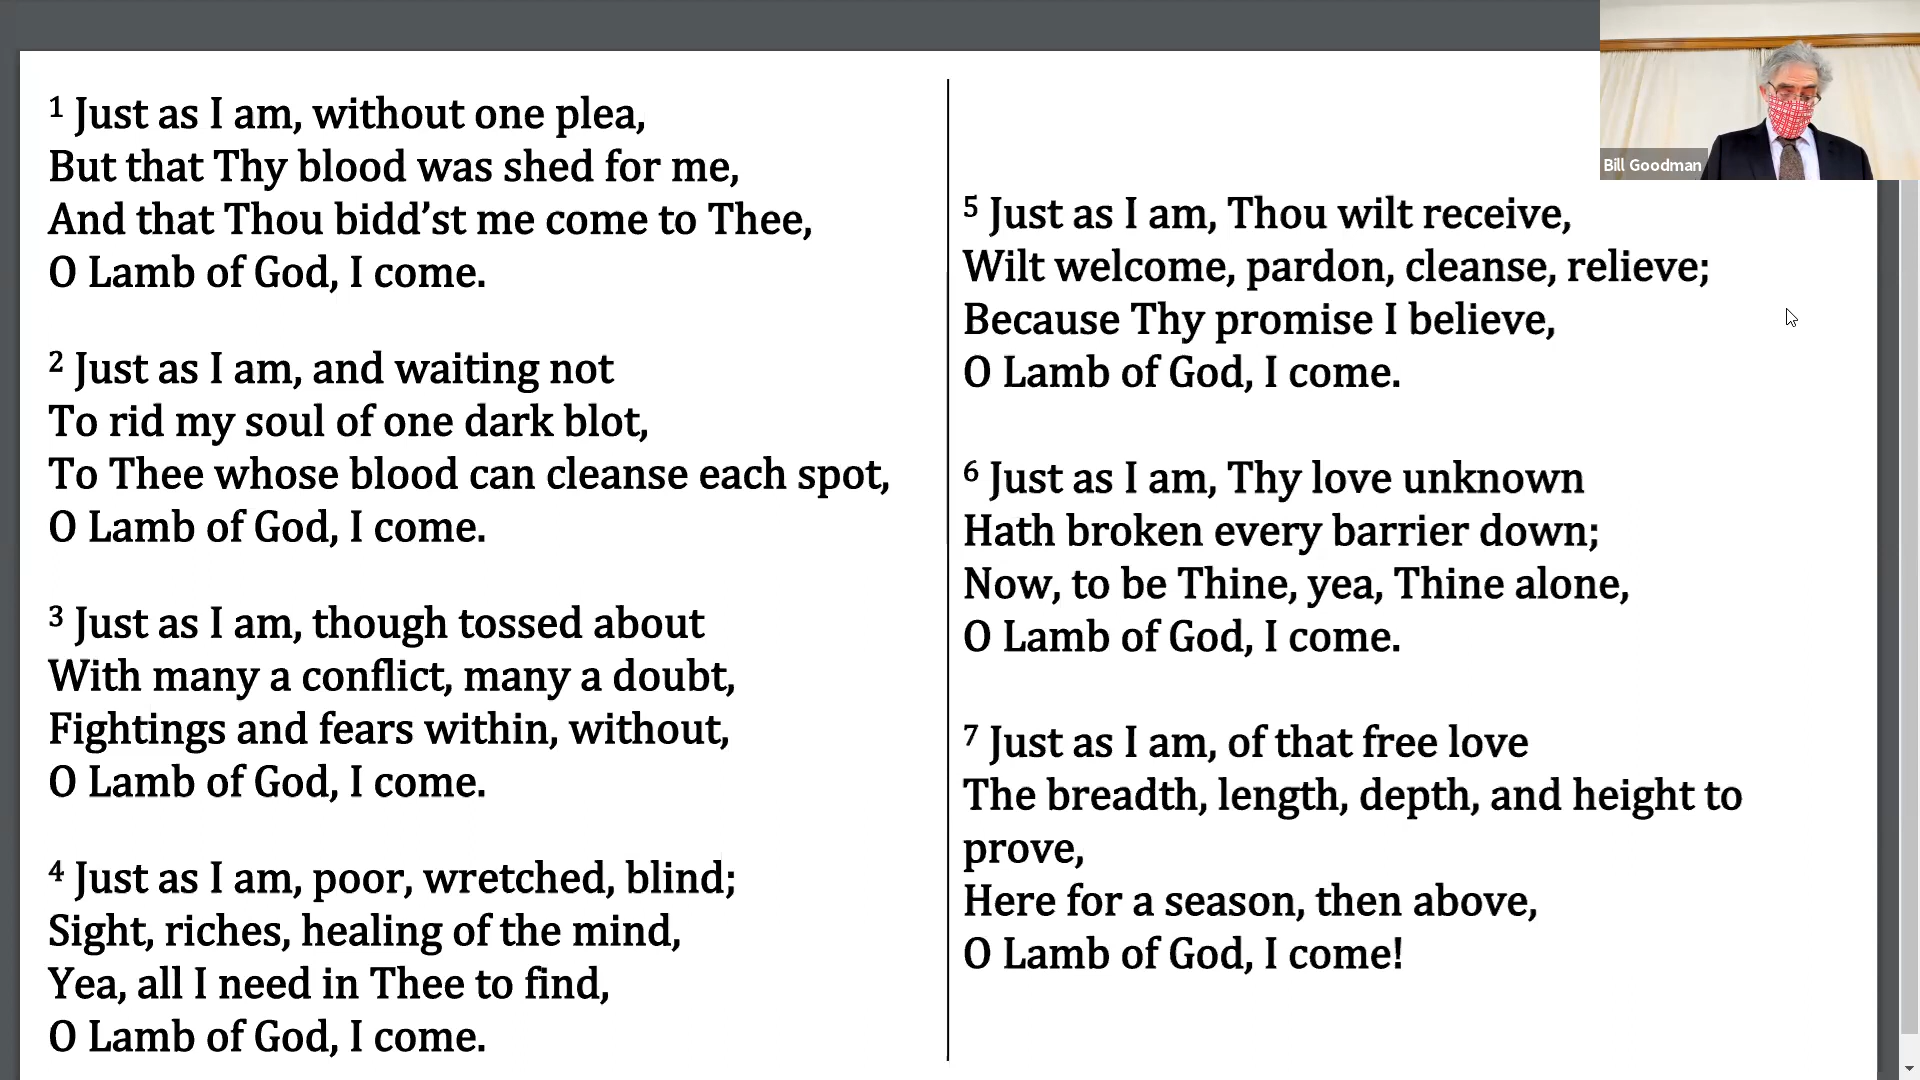 ¹ Just as I am, without one plea,
But that Thy blood was shed for me,
And that Thou bidd’st me come to Thee,
O Lamb of God, I come.
² Just as I am, and waiting not
To rid my soul of one dark blot,
To Thee whose blood can cleanse each spot,
O Lamb of God, I come.
³ Just as I am, though tossed about
With many a conflict, many a doubt,
Fightings and fears within, without,
O Lamb of God, I come.
⁴ Just as I am, poor, wretched, blind;
Sight, riches, healing of the mind,
Yea, all I need in Thee to find,
O Lamb of God, I come.
⁵ Just as I am, Thou wilt receive,
Wilt welcome, pardon, cleanse, relieve;
Because Thy promise I believe,
O Lamb of God, I come.
⁶ Just as I am, Thy love unknown
Hath broken every barrier down;
Now, to be Thine, yea, Thine alone,
O Lamb of God, I come.
⁷ Just as I am, of that free love
The breadth, length, depth, and height to
prove,
Here for a season, then above,
O Lamb of God, I come!
Bill Goodman